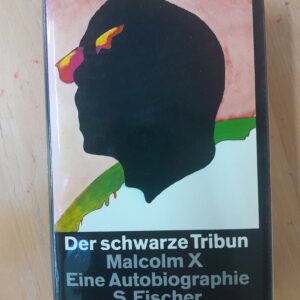 Der schwarze Tribun
Malcolm X
Eine Autobiographie
S. Fischer